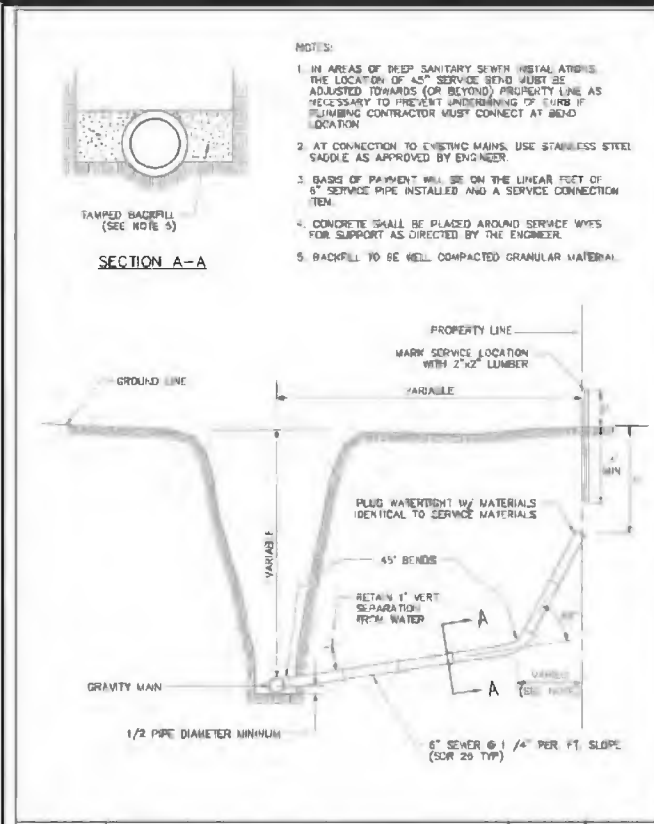 NOTES:
1. IN AREAS OF DEEP SANITARY SEWER INSTALLATIONS
THE LOCATION OF 45° SERVICE BEND MUST BE
ADJUSTED TOWARDS (OR BEYOND) PROPERTY LINE AS
NECESSARY TO PREVENT UNDERMINING OF CURB IF
PLUMBING CONTRACTOR MUST CONNECT AT BEND
LOCATION
2. AT CONNECTION TO EXISTING MAINS, USE STAINLESS STEEL
SADDLE AS APPROVED BY ENGINEER.
3. BASIS OF PAYMENT WILL BE ON THE LINEAR FEET OF
6" SERVICE PIPE INSTALLED AND A SERVICE CONNECTION
ITEM.
4. CONCRETE SHALL BE PLACED AROUND SERVICE WYES
FOR SUPPORT AS DIRECTED BY THE ENGINEER.
5. BACKFILL TO BE WELL COMPACTED GRANULAR MATERIAL.
TAMPED BACKFILL
(SEE NOTE 5)
SECTION A-A
PROPERTY LINE
MARK SERVICE LOCATION
WITH 2"x2" LUMBER
GROUND LINE
VARIABLE
MIN
PLUG WATERTIGHT W/ MATERIALS
IDENTICAL TO SERVICE MATERIALS
VARIABLE
45° BENDS
RETAIN 1' VERT
SEPARATION
FROM WATER
A
A
GRAVITY MAIN
VARIES
(SEE NOTE
1/2 PIPE DIAMETER MINIMUM
6" SEWER @ 1/4" PER. FT. SLOPE
(SDR 26 TYP)